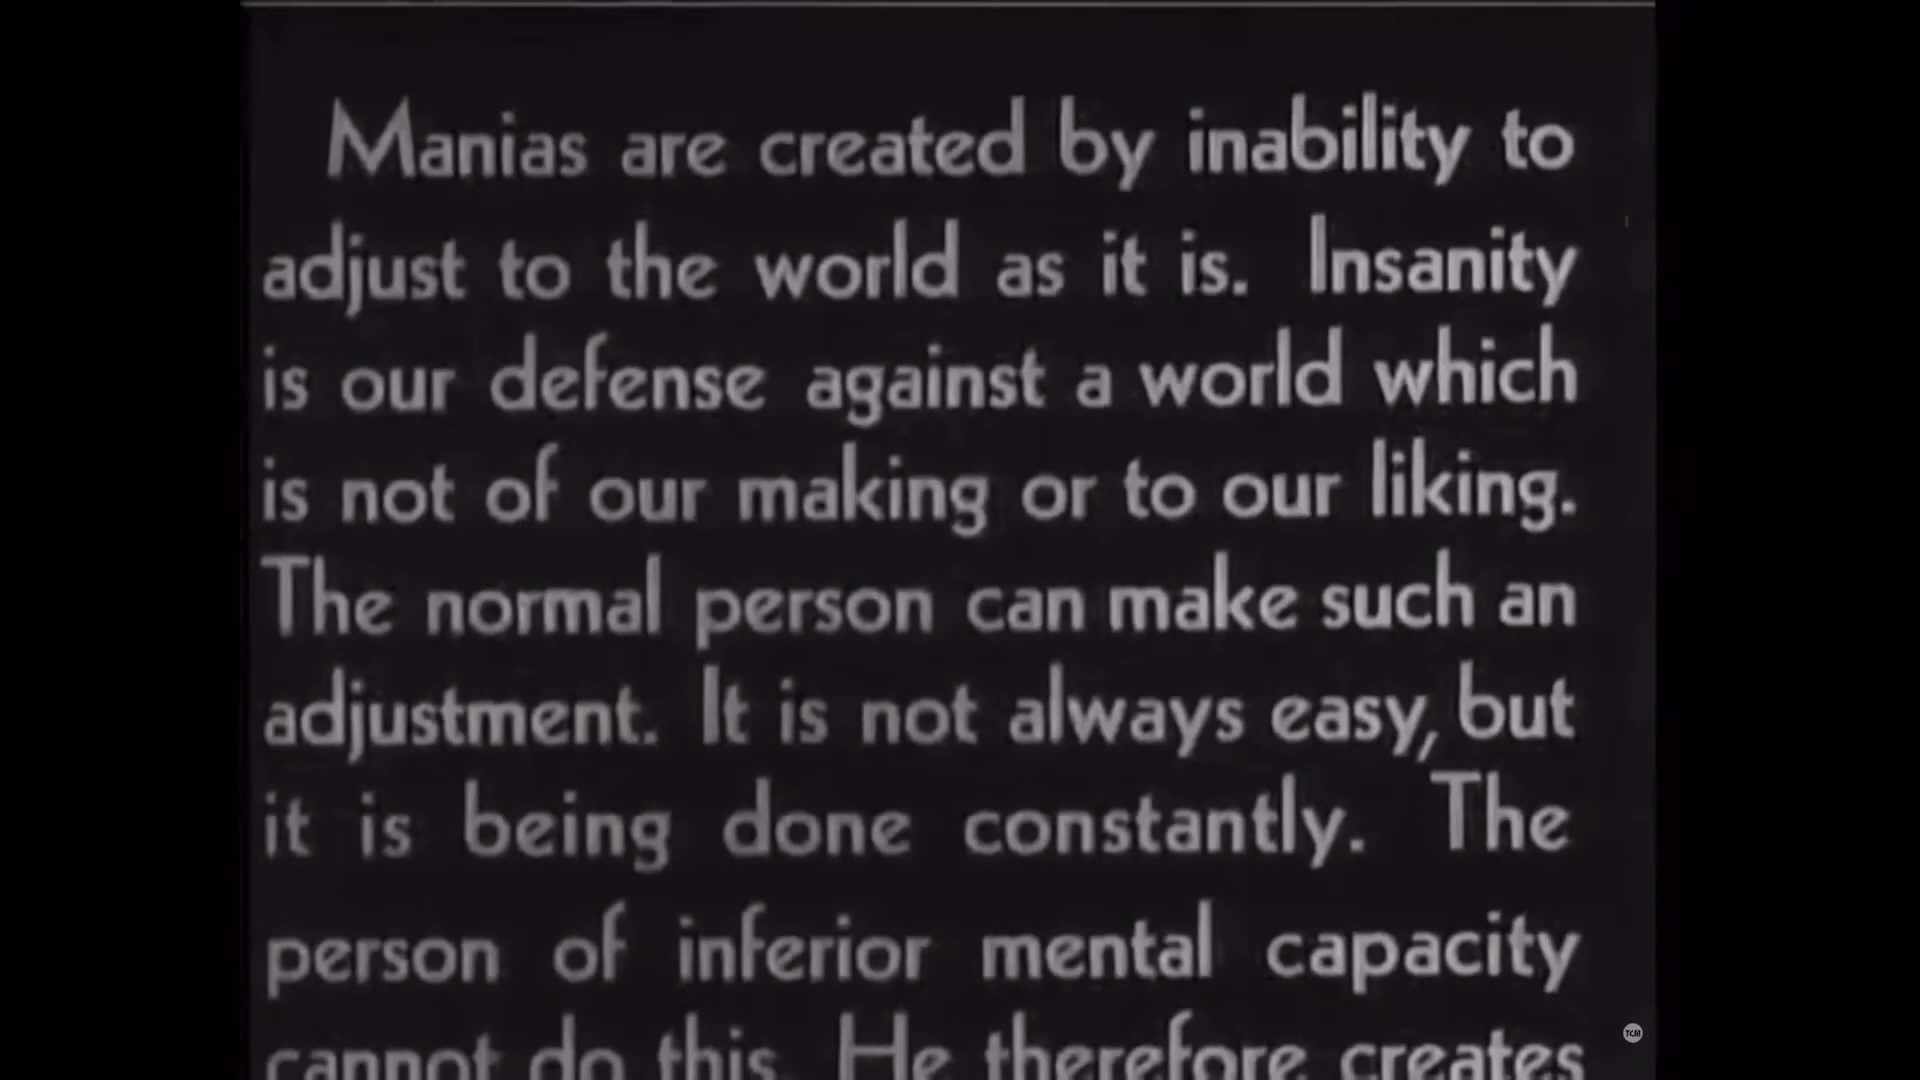 Manias are created by inability to
adjust to the world as it is. Insanity
is our defense against a world which
is not of our making or to our liking.
The normal person can make such an
adjustment. It is not always easy, but
it is being done constantly. The
person of inferior mental capacity
cannot do this. He therefore creates
TCM